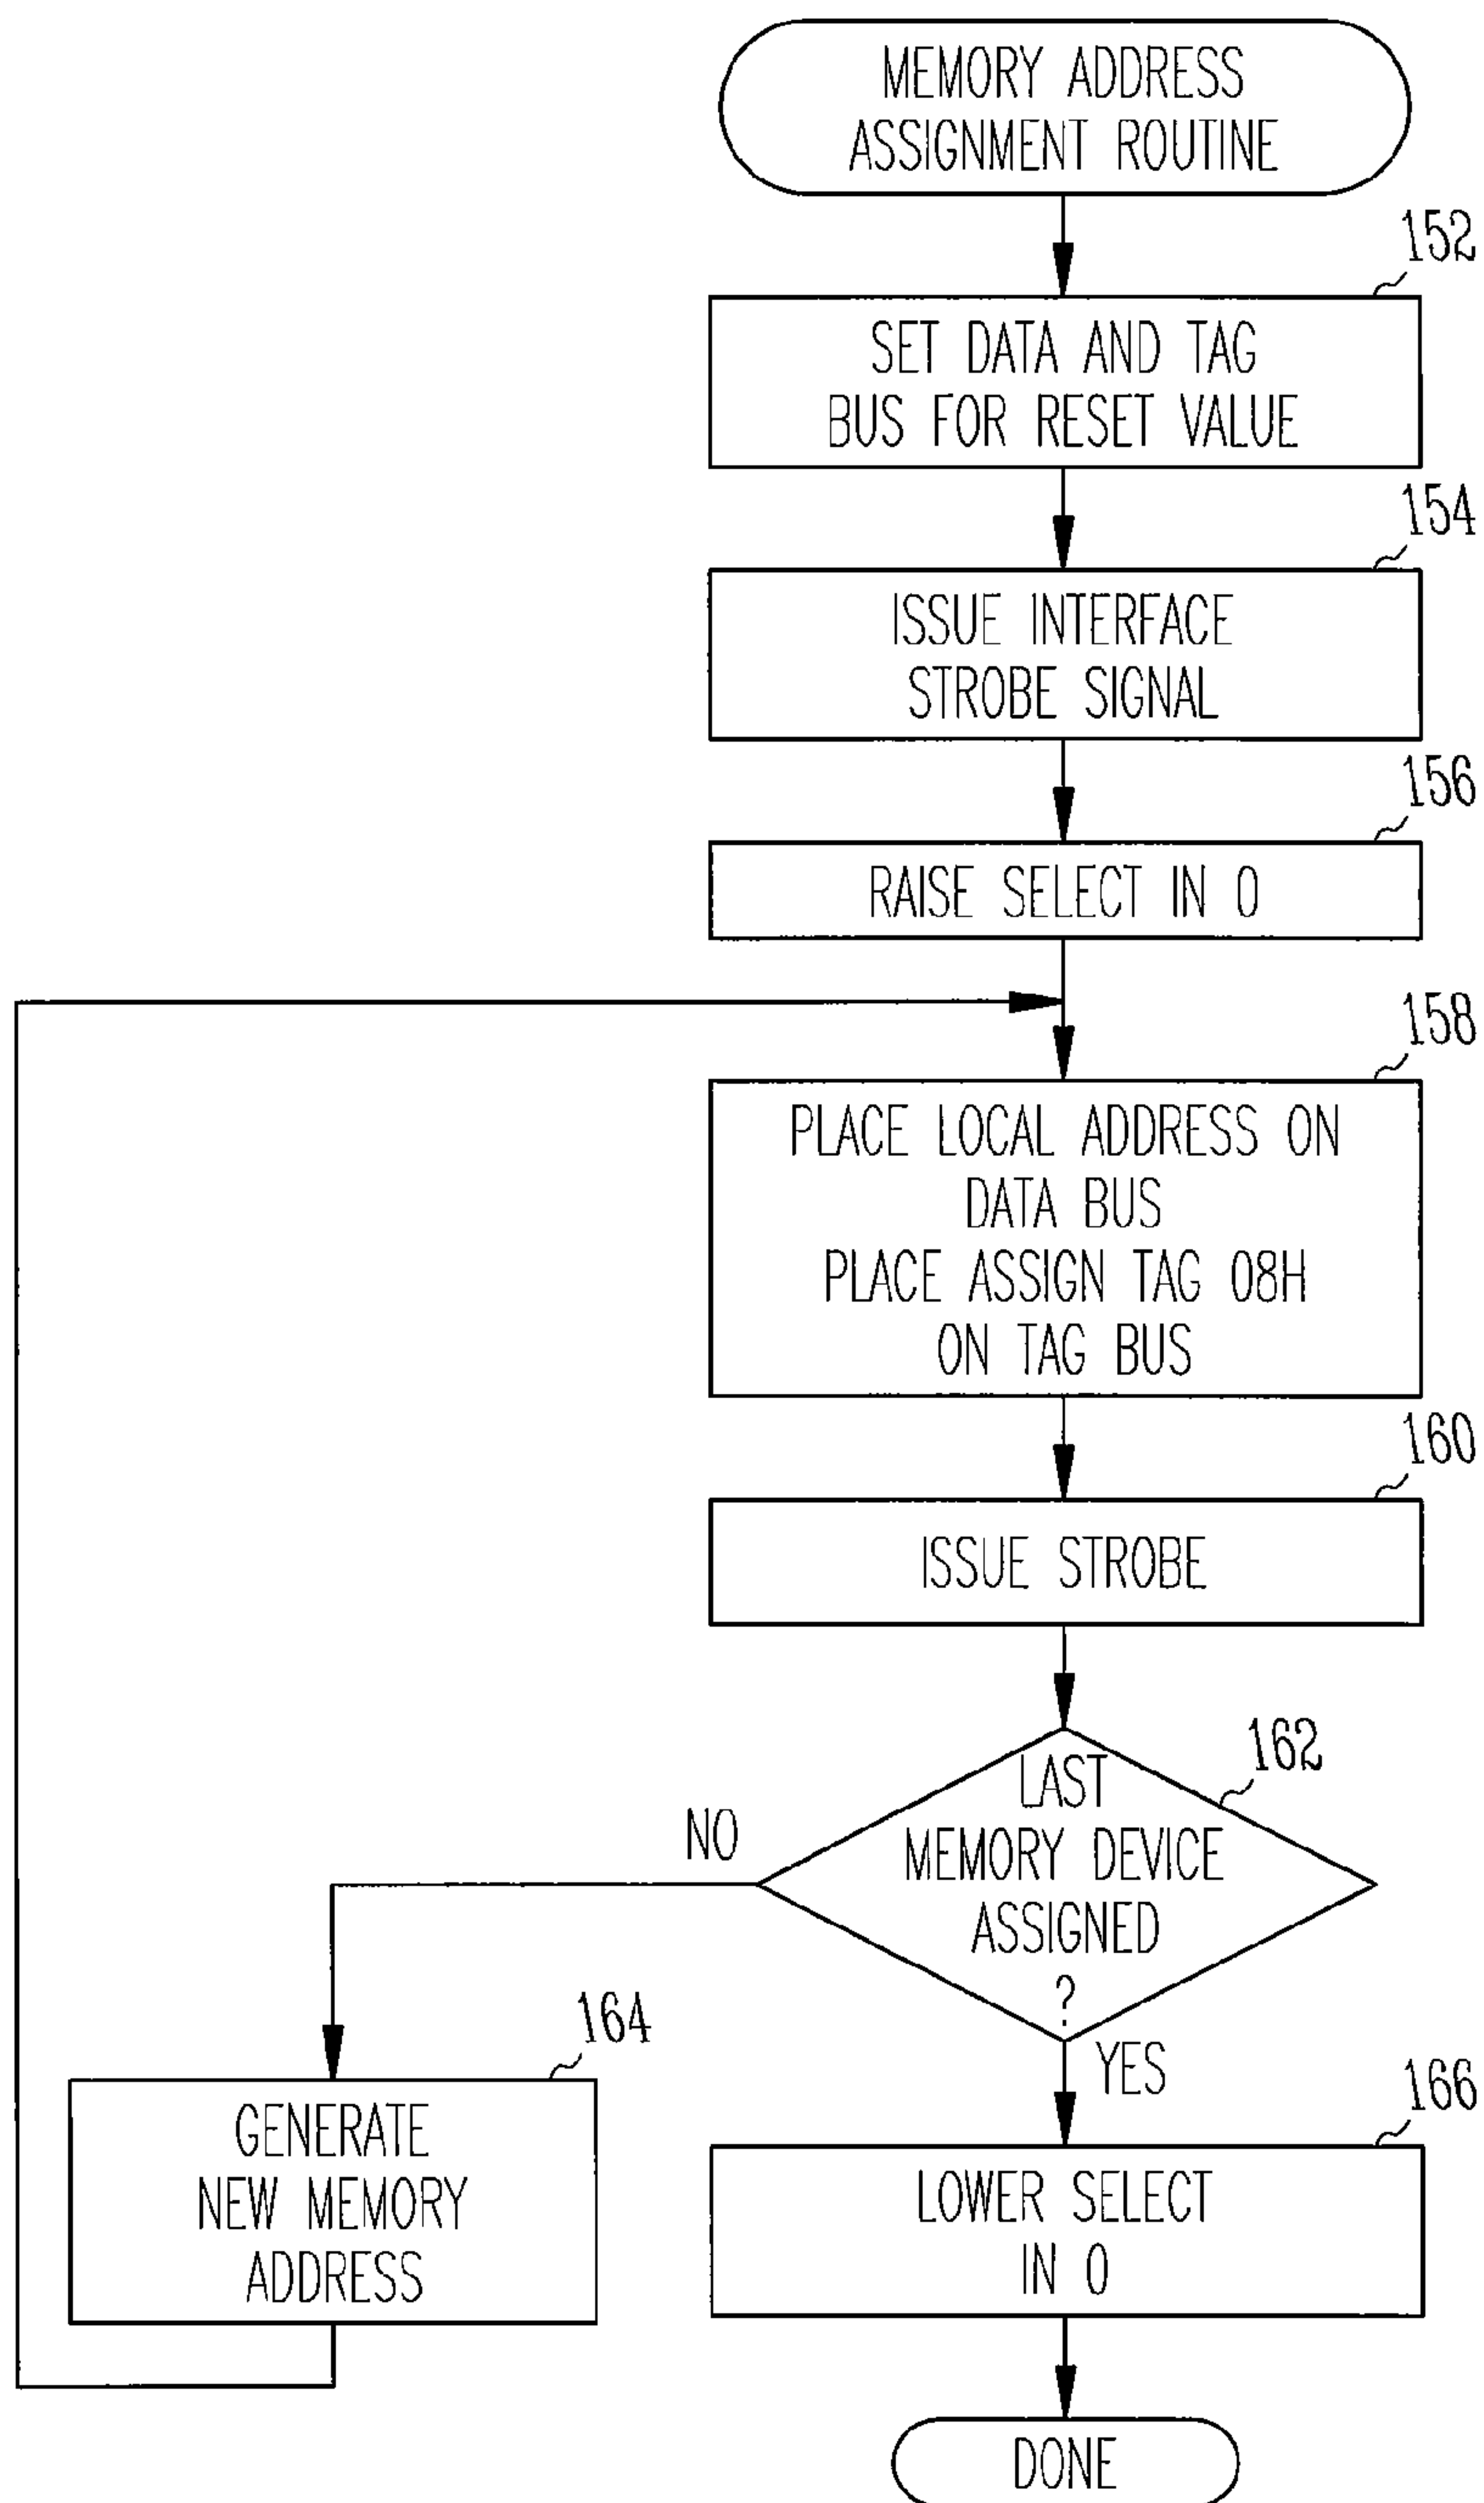 MEMORY ADDRESS
ASSIGNMENT ROUTINE
152
SET DATA AND TAG
BUS FOR RESET VALUE
154
ISSUE INTERFACE
STROBE SIGNAL
156
RAISE SELECT IN 0
158
PLACE LOCAL ADDRESS ON
DATA BUS
PLACE ASSIGN TAG 08H
ON TAG BUS
160
ISSUE STROBE
162
LAST
MEMORY DEVICE
ASSIGNED
?
NO
YES
164
GENERATE
NEW MEMORY
ADDRESS
166
LOWER SELECT
IN 0
DONE